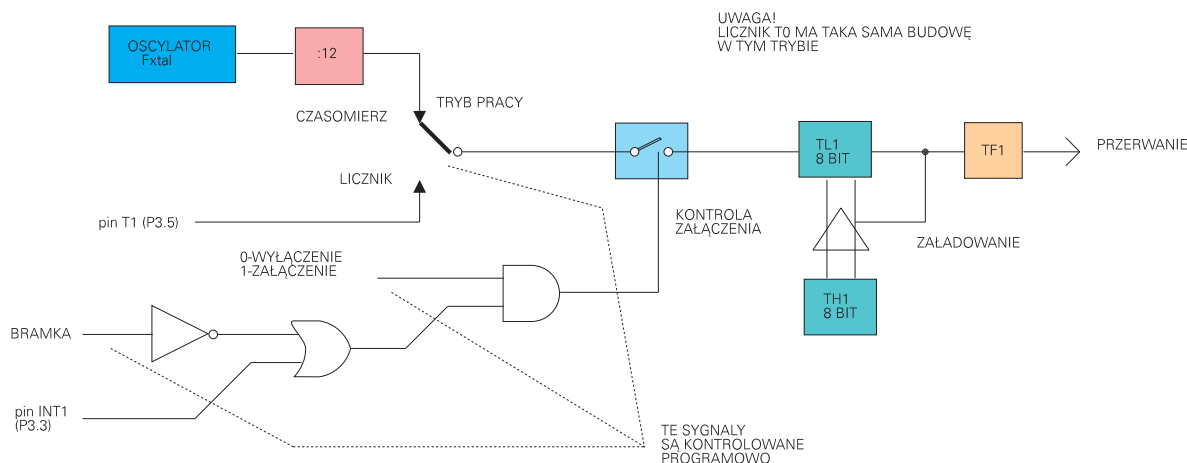 UWAGA!
LICZNIK T0 MA TAKA SAMA BUDOWĘ
W TYM TRYBIE
OSCYLATOR
Fxtal
:12
TRYB PRACY
CZASOMIERZ
LICZNIK
pin T1 (P3.5)
TL1
8 BIT
TF1
PRZERWANIE
KONTROLA
ZAŁĄCZENIA
ZAŁADOWANIE
0-WYŁĄCZENIE
1-ZAŁĄCZENIE
TH1
8 BIT
BRAMKA
pin INT1
(P3.3)
TE SYGNALY
SĄ KONTROLOWANE
PROGRAMOWO